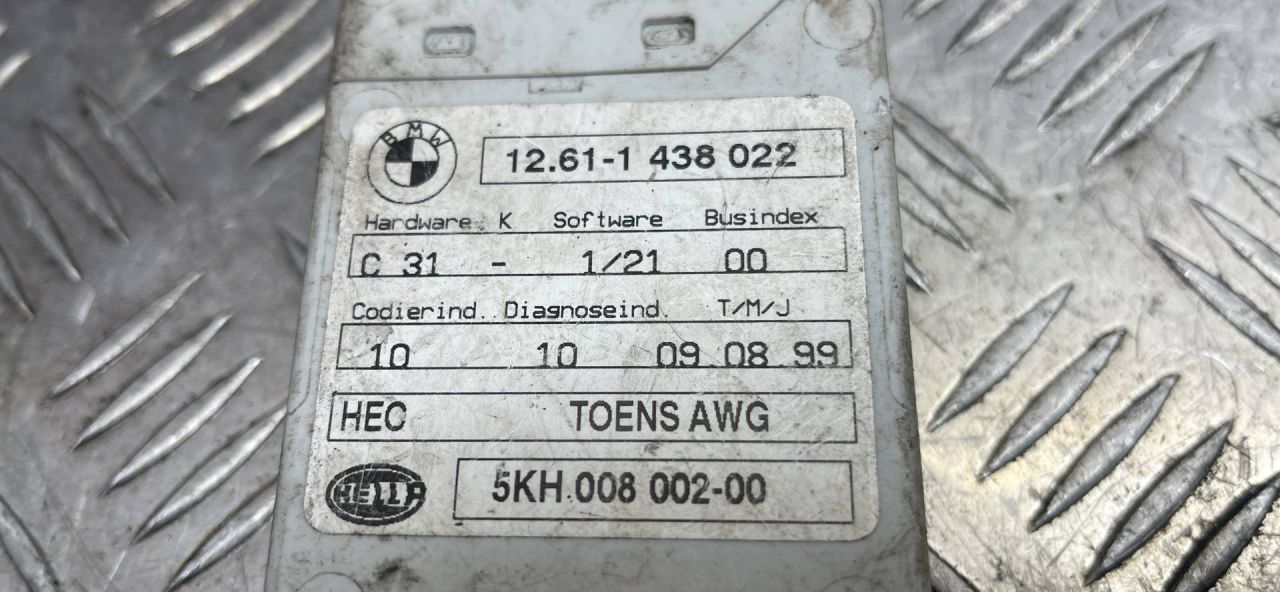 BMW
12.61-1 438 022
Hardware K Software Busindex
C 31 - 1/21 00
Codierind. Diagnoseind. T/M/J
10 10 09.08.99
HEC TOENS AWG
HELLA
5KH.008 002-00